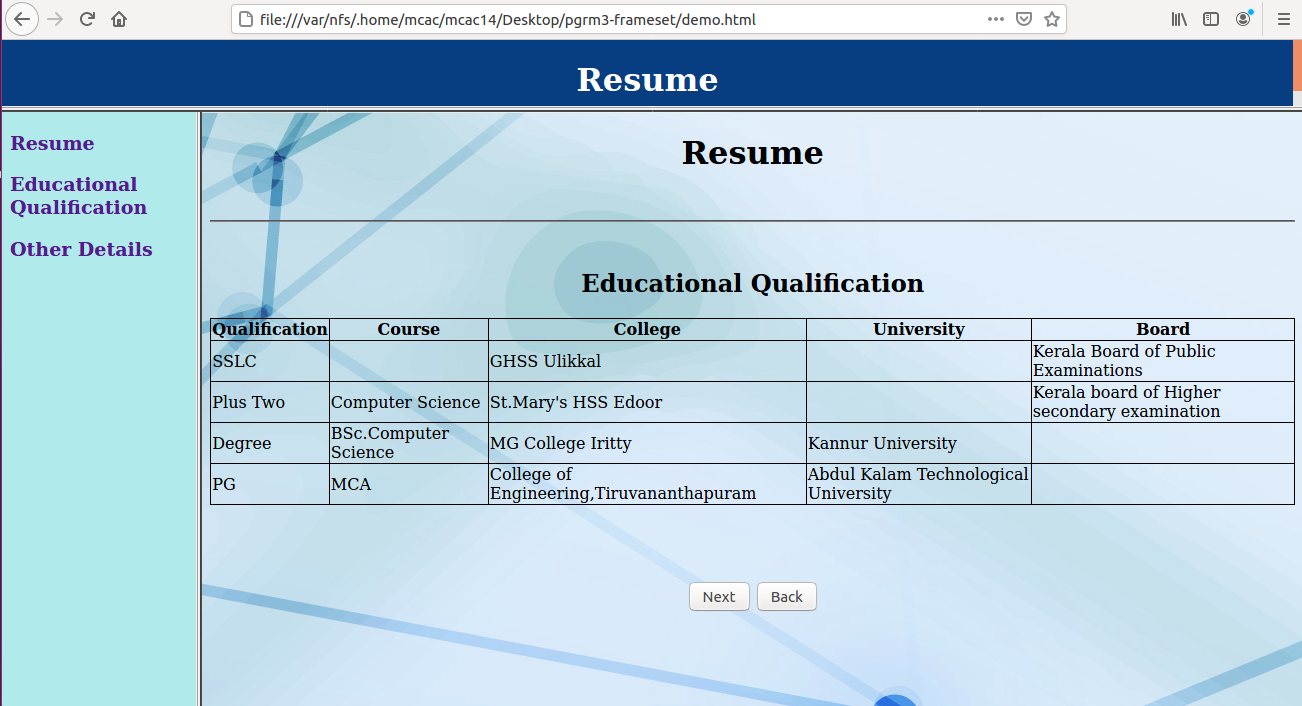 file:///var/nfs/.home/mcac/mcac14/Desktop/pgrm3-frameset/demo.html
Resume
Resume
Educational
Qualification
Other Details
Resume
Educational Qualification
Qualification Course College University Board
SSLC GHSS Ulikkal Kerala Board of Public
Examinations
Plus Two Computer Science St.Mary's HSS Edoor Kerala board of Higher
secondary examination
Degree BSc.Computer
Science MG College Iritty Kannur University
PG MCA College of
Engineering,Tiruvananthapuram Abdul Kalam Technological
University
Next Back